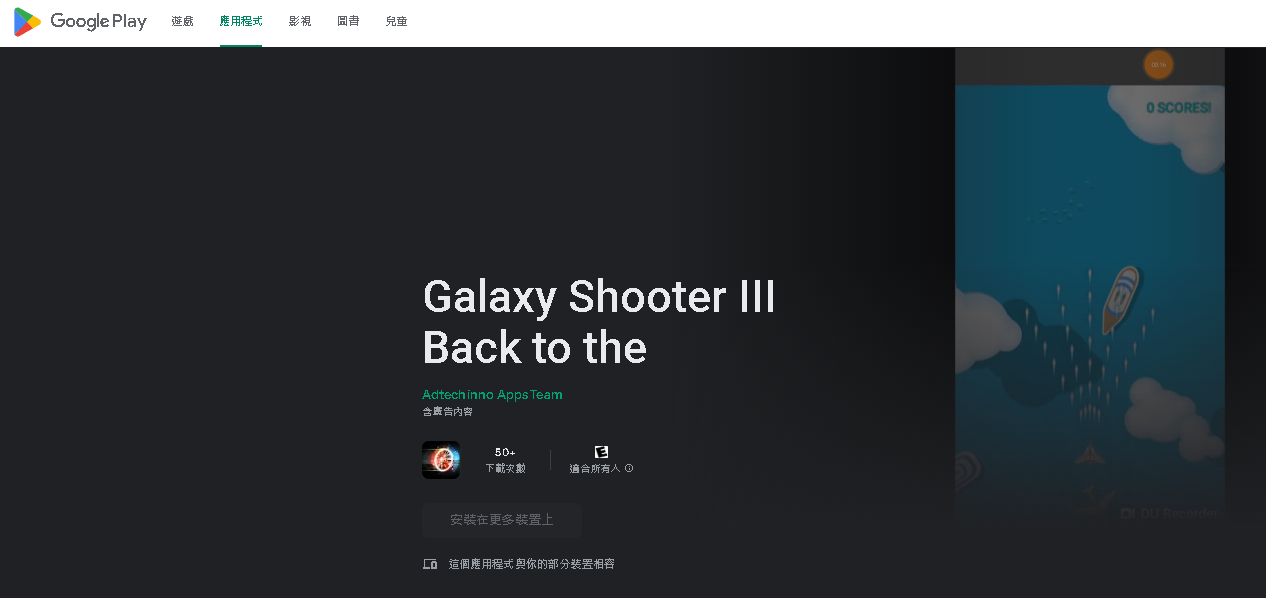 Google Play 遊戲 應用程式 影視 圖書 兒童
0 SCORES!
Galaxy Shooter III
Back to the
Adtechinno AppsTeam
含廣告內容
50+
下載次數
E
適合所有人
DU Recorder
安裝在更多裝置上
這個應用程式與你的部分裝置相容